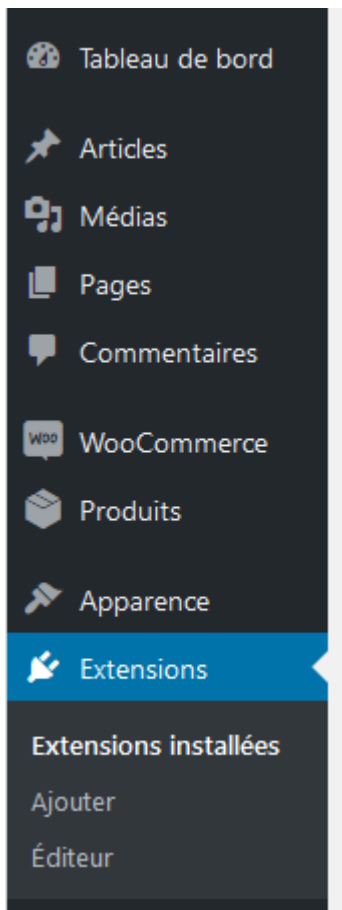 Tableau de bord
Articles
Médias
Pages
Commentaires
Woo WooCommerce
Produits
Apparence
Extensions
Extensions installées
Ajouter
Éditeur